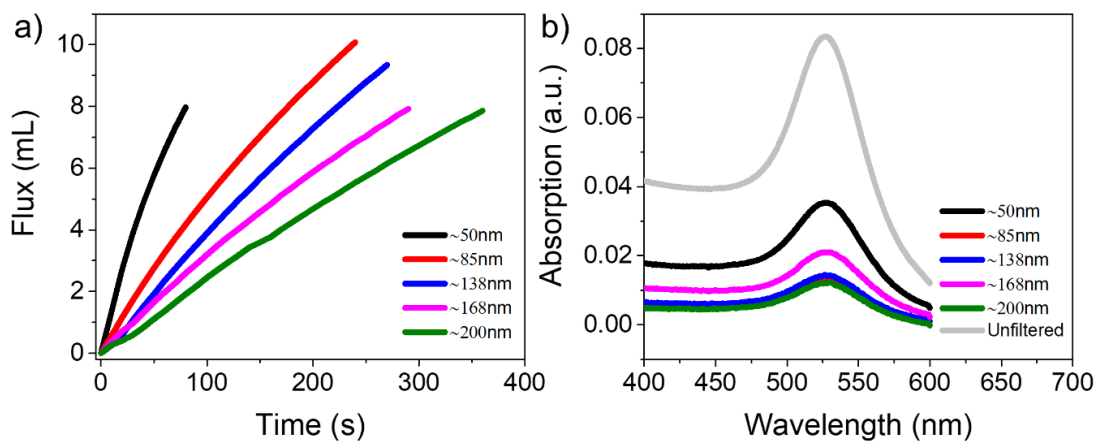 a)
Flux (mL)
10
8
6
4
2
0
0 100 200 300 400
Time (s)
~50nm
~85nm
~138nm
~168nm
~200nm
b)
Absorption (a.u.)
0.08
0.06
0.04
0.02
0.00
400 450 500 550 600 650 700
Wavelength (nm)
~50nm
~85nm
~138nm
~168nm
~200nm
Unfiltered